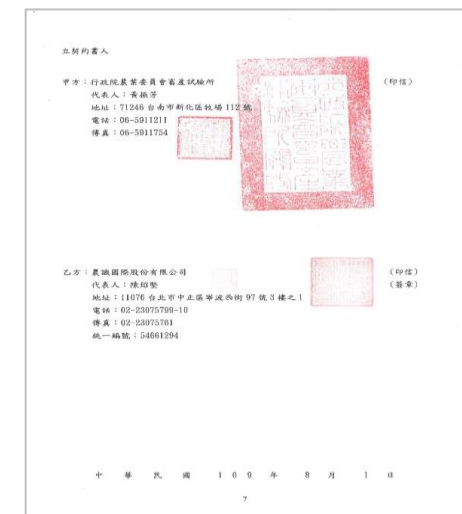 立契約書人
甲方：行政院農業委員會畜產試驗所 （印信）
代表人：黃振芳
地址：71246 台南市新化區牧場 112 號
電話：06-5911211
傳真：06-5911754
乙方：農識國際股份有限公司 （印信）
代表人：陳紹堅 （簽章）
地址：11076 台北市中正區寧波西街 97 號 3 樓之 1
電話：02-23075799-10
傳真：02-23075761
統一編號：54661294
中華民國 1 0 9 年 8 月 1 日
7